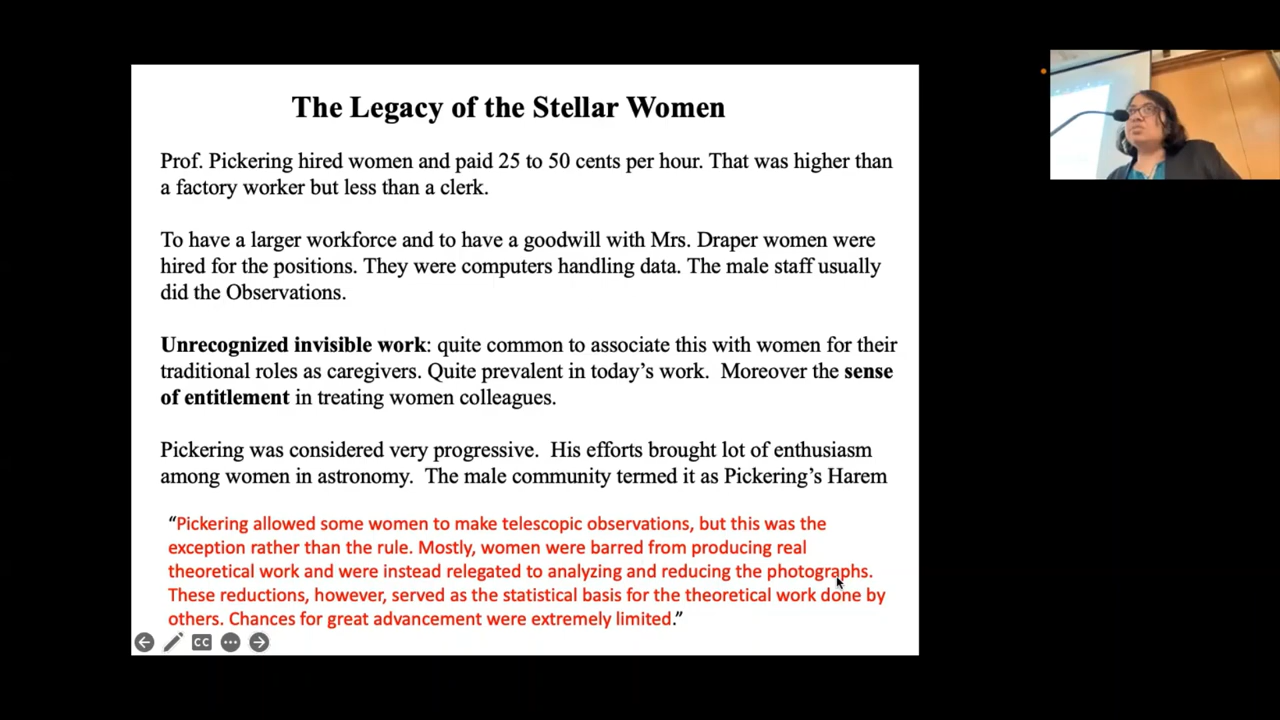 The Legacy of the Stellar Women
Prof. Pickering hired women and paid 25 to 50 cents per hour. That was higher than
a factory worker but less than a clerk.
To have a larger workforce and to have a goodwill with Mrs. Draper women were
hired for the positions. They were computers handling data. The male staff usually
did the Observations.
Unrecognized invisible work: quite common to associate this with women for their
traditional roles as caregivers. Quite prevalent in today's work. Moreover the sense
of entitlement in treating women colleagues.
Pickering was considered very progressive. His efforts brought lot of enthusiasm
among women in astronomy. The male community termed it as Pickering's Harem
“Pickering allowed some women to make telescopic observations, but this was the
exception rather than the rule. Mostly, women were barred from producing real
theoretical work and were instead relegated to analyzing and reducing the photographs.
These reductions, however, served as the statistical basis for the theoretical work done by
others. Chances for great advancement were extremely limited.”
CC